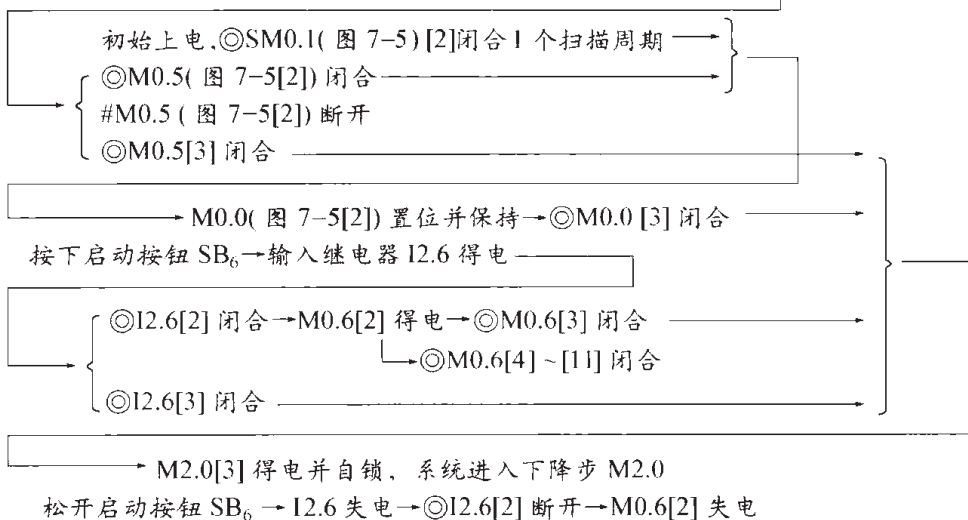 初始上电,◎SM0.1(图 7-5)[2]闭合1个扫描周期→
◎M0.5(图 7-5[2])闭合→
#M0.5(图 7-5[2])断开
◎M0.5[3]闭合→
→M0.0(图 7-5[2])置位并保持→◎M0.0[3]闭合→
按下启动按钮 SB₆→输入继电器 I2.6 得电
◎I2.6[2]闭合→M0.6[2]得电→◎M0.6[3]闭合→
→◎M0.6[4]~[11]闭合
◎I2.6[3]闭合→
→M2.0[3]得电并自锁, 系统进入下降步 M2.0
松开启动按钮 SB₆→I2.6 失电→◎I2.6[2]断开→M0.6[2]失电